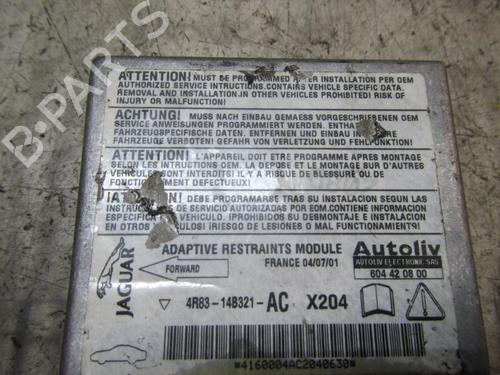 ATTENTION! MUST BE PROGRAMMED AFTER INSTALLATION PER OEM
AUTHORIZED SERVICE INTRUCTIONS.CONTAINS VEHICLE SPECIFIC DATA.
REMOVAL AND INSTALLATION IN OTHER VEHICLES PROHIBITED! RISK OF
INJURY OR MALFUNCTION!
ACHTUNG! MUSS NACH EINBAU GEMAESS VORGESCHRIEBENEN OEM
SERVICE ANWEISUNGEN PROGRAMMIERT WERDEN. ENTHAELT
FAHRZEUGSPECIFISCHE DATEN. ENTFERNEN UND EINBAU IN ANDERE
FAHRZEUGE VERBOTEN! GEFAHR VON VERLETZUNG UND FEHLFUNKTION!
ATTENTION! L'APPAREIL DOIT ETRE PROGRAMME APRES MONTAGE
SELON LES INSTRUCTIONS OEM. LA DEPOSE ET LE MONTAGE SUR D'AUTRES
VEHICULES INTERDITS! IL Y A RISQUE DE BLESSURE OU DE
FONCTIONNEMENT DEFECTUEUX!
¡ATENCION! DEBE PROGRAMARSE TRAS SU INSTALACION SEGUN LAS
INSTRUCCIONES DE SERVICIO AUTORIZADAS POR EOM.CONTIENE INFORMACION
ESPECIFICA DEL VEHICULO. ¡PROHIBIDO SU DESMONTAJE E INSTALACION
EN OTROS VEHICULOS! ¡RIESGO DE LESIONES O MAL FUNCIONAMIENTO!
JAGUAR
FORWARD
ADAPTIVE RESTRAINTS MODULE
FRANCE 04/07/01
Autoliv
AUTOLIV ELECTRONIC SAS
604 42 08 00
4R83-14B321-AC X204
*4160004AC2040630*
B-PARTS